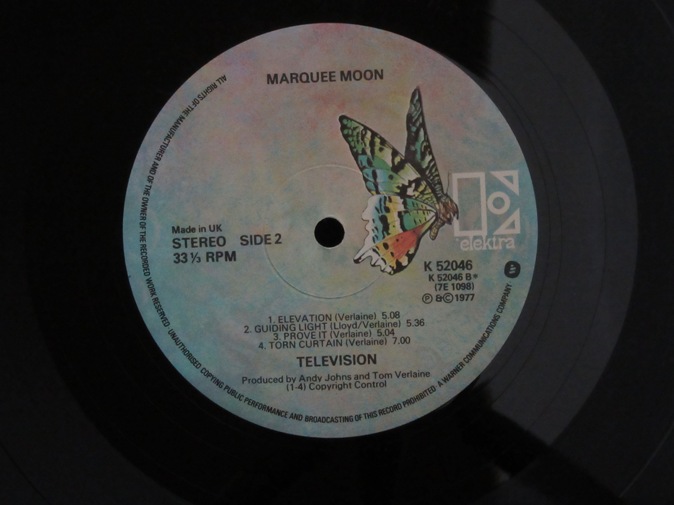 MARQUEE MOON
Made in UK
STEREO SIDE 2
33⅓ RPM
elektra
K 52046
K 52046 B*
(7E 1098)
Ⓟ &Ⓒ1977
1. ELEVATION (Verlaine) 5.08
2. GUIDING LIGHT (Lloyd/Verlaine) 5.36
3. PROVE IT (Verlaine) 5.04
4. TORN CURTAIN (Verlaine) 7.00
TELEVISION
Produced by Andy Johns and Tom Verlaine
(1-4) Copyright Control
ALL RIGHTS OF THE MANUFACTURER AND OF THE OWNER OF THE RECORDED WORK RESERVED. UNAUTHORISED COPYING PUBLIC PERFORMANCE AND BROADCASTING OF THIS RECORD PROHIBITED. A WARNER COMMUNICATIONS COMPANY
W